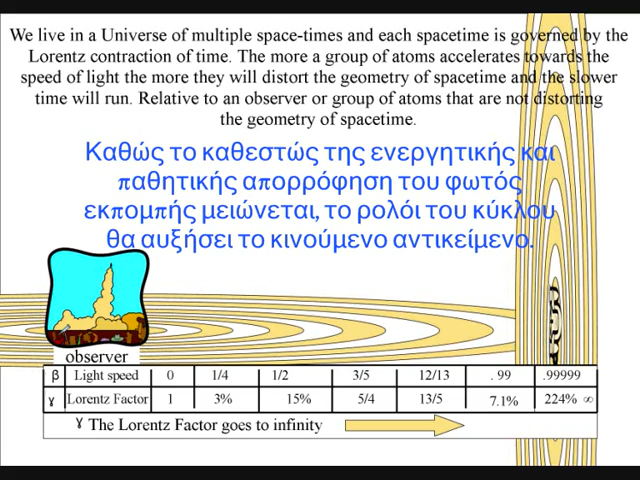 We live in a Universe of multiple space-times and each spacetime is governed by the
Lorentz contraction of time. The more a group of atoms accelerates towards the
speed of light the more they will distort the geometry of spacetime and the slower
time will run. Relative to an observer or group of atoms that are not distorting
the geometry of spacetime.
Καθώς το καθεστώς της ενεργητικής και
παθητικής απορρόφηση του φωτός
εκπομπής μειώνεται, το ρολόι του κύκλου
θα αυξήσει το κινούμενο αντικείμενο.
observer
β Light speed 0 1/4 1/2 3/5 12/13 . 99 .99999
γ Lorentz Factor 1 3% 15% 5/4 13/5 7.1% 224% ∞
γ The Lorentz Factor goes to infinity